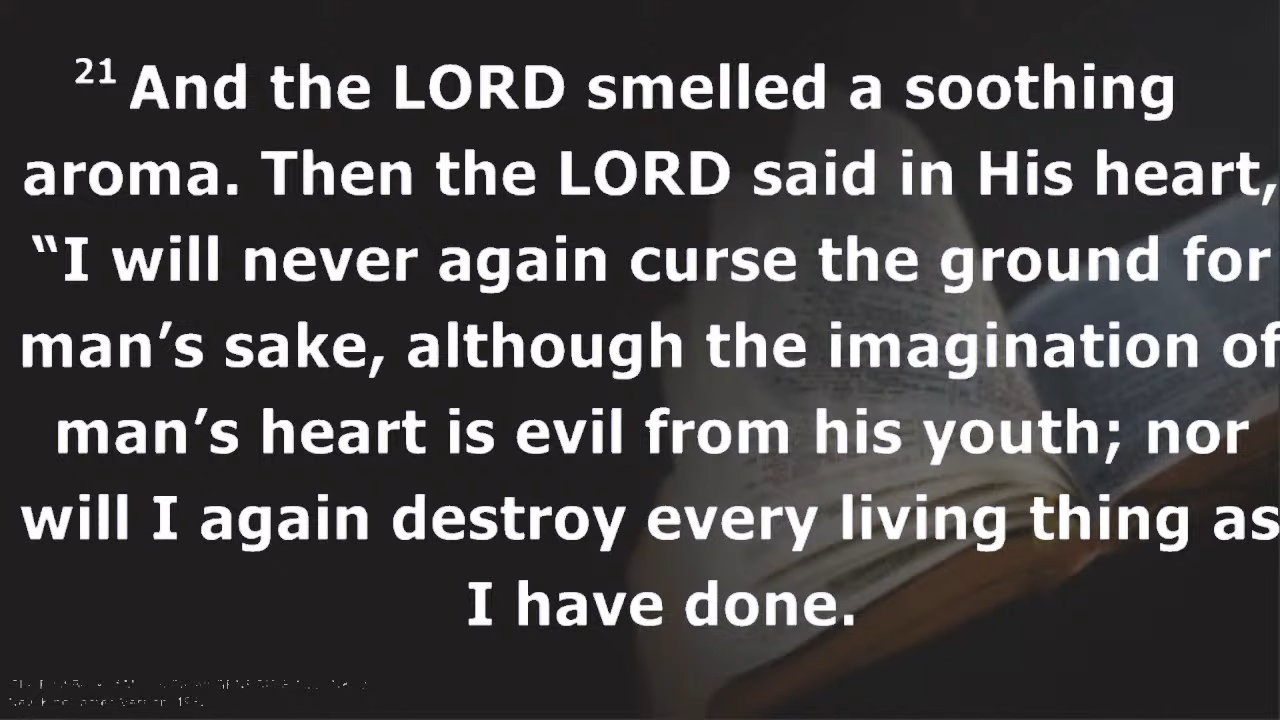 21 And the LORD smelled a soothing
aroma. Then the LORD said in His heart,
“I will never again curse the ground for
man’s sake, although the imagination of
man’s heart is evil from his youth; nor
will I again destroy every living thing as
I have done.